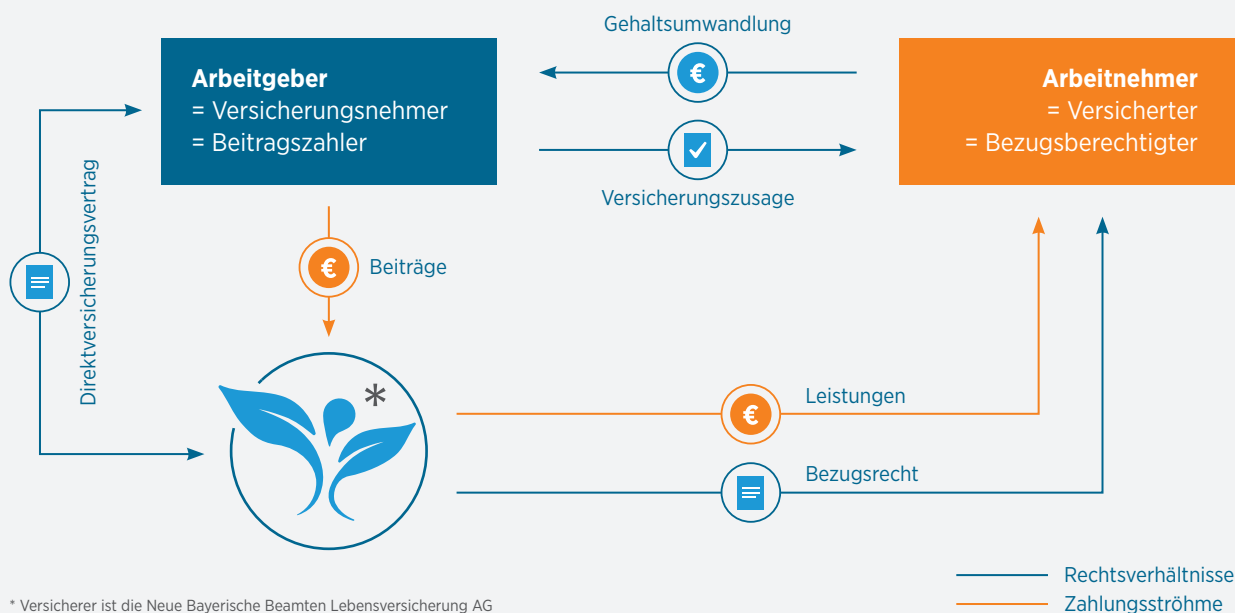 Gehaltsumwandlung
Arbeitgeber
= Versicherungsnehmer
= Beitragszahler
Arbeitnehmer
= Versicherter
= Bezugsberechtigter
€
Versicherungszusage
Direktversicherungsvertrag
€
Beiträge
*
€
Leistungen
Bezugsrecht
Rechtsverhältnisse
Zahlungsströhme
* Versicherer ist die Neue Bayerische Beamten Lebensversicherung AG